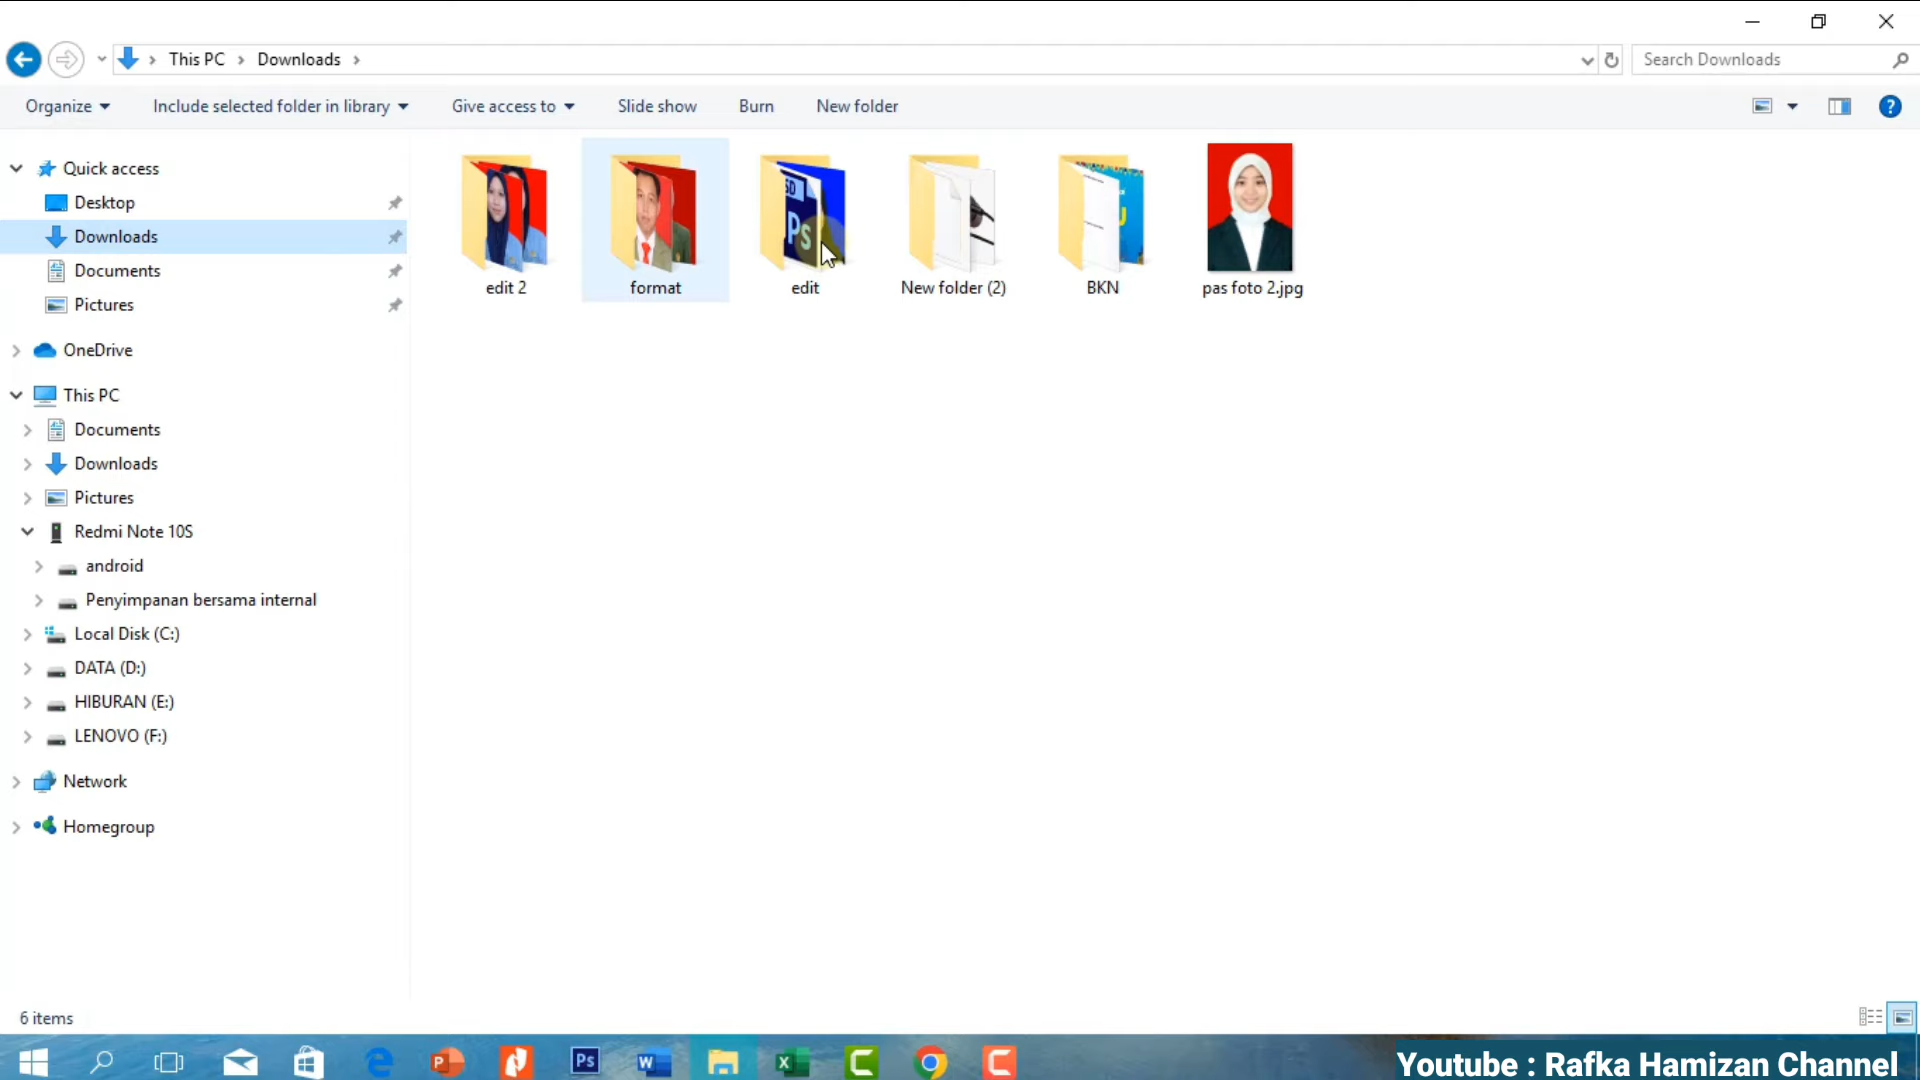 This PC
Downloads
Search Downloads
Organize
Include selected folder in library
Give access to
Slide show
Burn
New folder
Quick access
Desktop
Downloads
Documents
Pictures
OneDrive
This PC
Documents
Downloads
Pictures
Redmi Note 10S
android
Penyimpanan bersama internal
Local Disk (C:)
DATA (D:)
HIBURAN (E:)
LENOVO (F:)
Network
Homegroup
SD
Ps
edit 2
format
edit
New folder (2)
BKN
pas foto 2.jpg
6 items
Ps
Youtube : Rafka Hamizan Channel